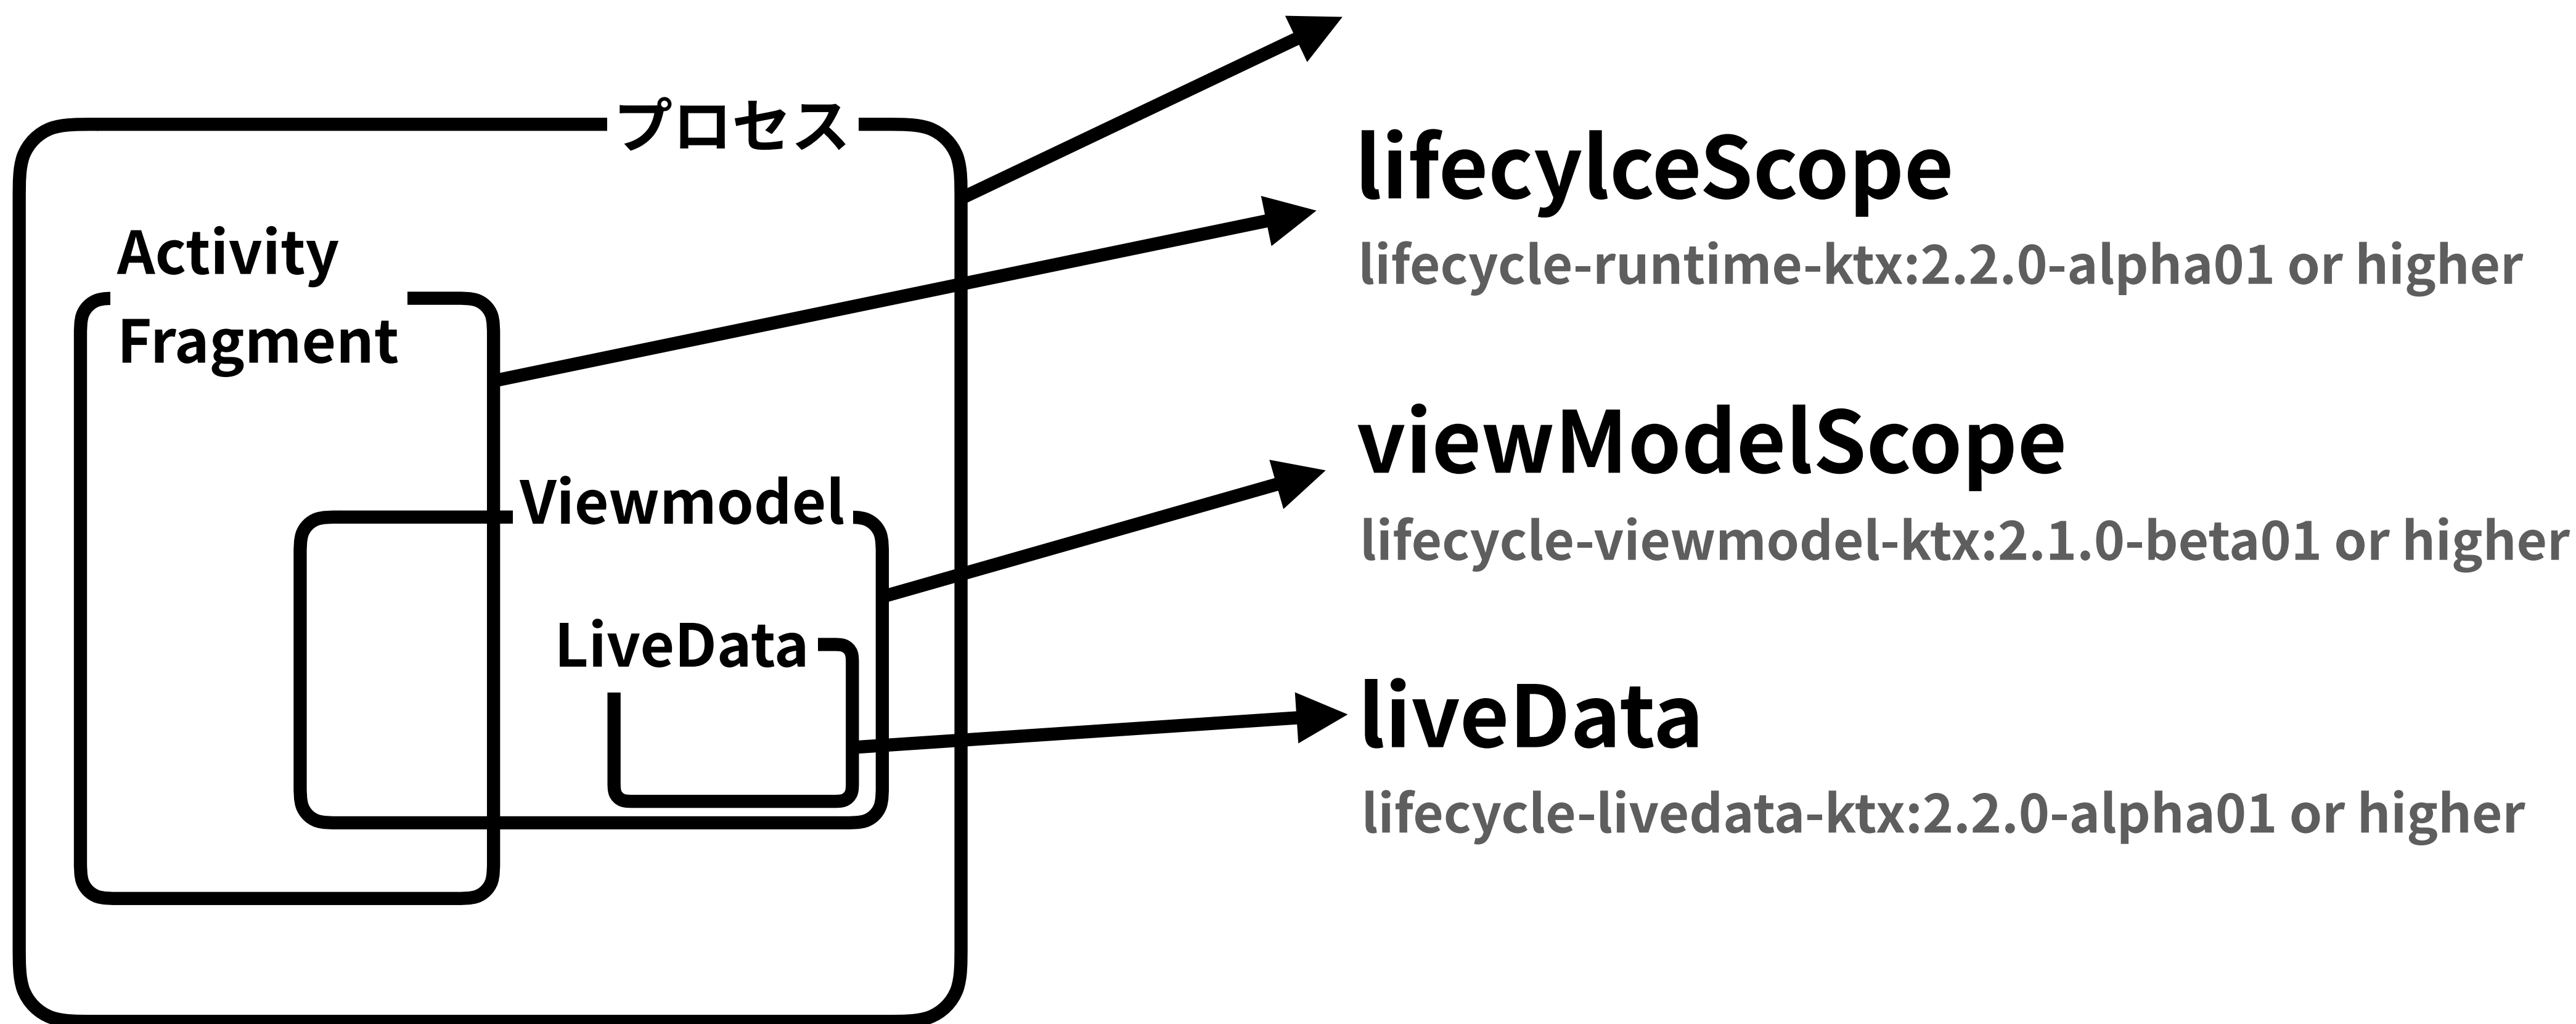 プロセス
Activity
Fragment
Viewmodel
LiveData
lifecylceScope
lifecycle-runtime-ktx:2.2.0-alpha01 or higher
viewModelScope
lifecycle-viewmodel-ktx:2.1.0-beta01 or higher
liveData
lifecycle-livedata-ktx:2.2.0-alpha01 or higher